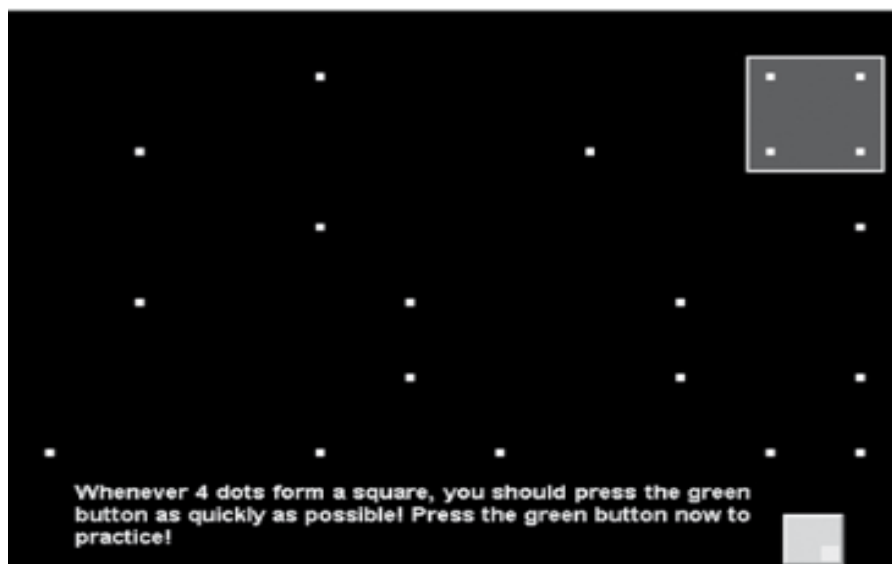 Whenever 4 dots form a square, you should press the green
button as quickly as possible! Press the green button now to
practice!